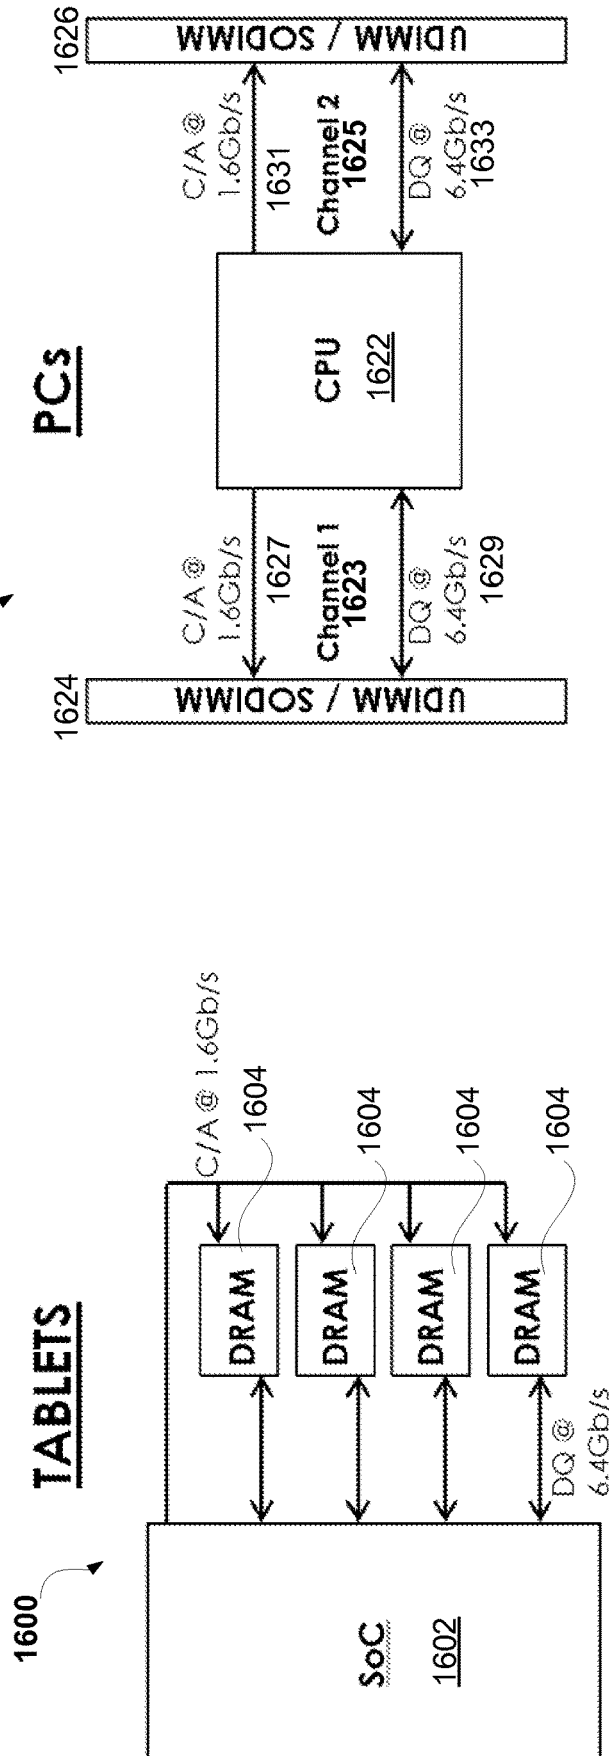 TABLETS
1600
SoC
1602
C/A @ 1.6Gb/s
DRAM
1604
DRAM
1604
DRAM
1604
DRAM
1604
DQ @
6.4Gb/s
PCs
1624
UDIMM / SODIMM
C/A @
1.6Gb/s
1627
Channel 1
1623
DQ @
6.4Gb/s
1629
CPU
1622
C/A @
1.6Gb/s
1631
Channel 2
1625
DQ @
6.4Gb/s
1633
1626
UDIMM / SODIMM